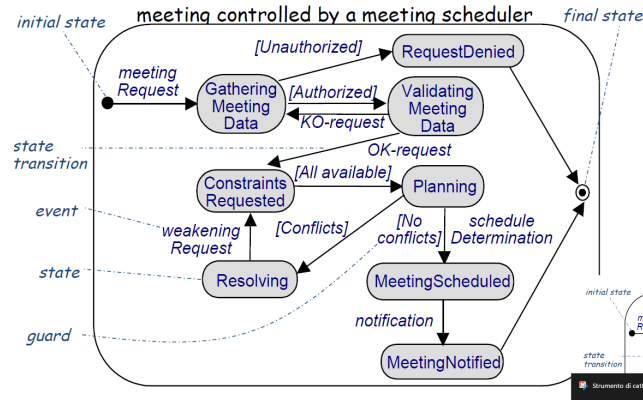 meeting controlled by a meeting scheduler
initial state
final state
[Unauthorized]
RequestDenied
meeting
Request
Gathering
Meeting
Data
[Authorized]
KO-request
Validating
Meeting
Data
state
transition
OK-request
Constraints
Requested
[All available]
Planning
event
weakening
Request
[Conflicts]
[No
conflicts]
schedule
Determination
state
Resolving
MeetingScheduled
notification
guard
MeetingNotified
initial state
state
transition
Strumento di